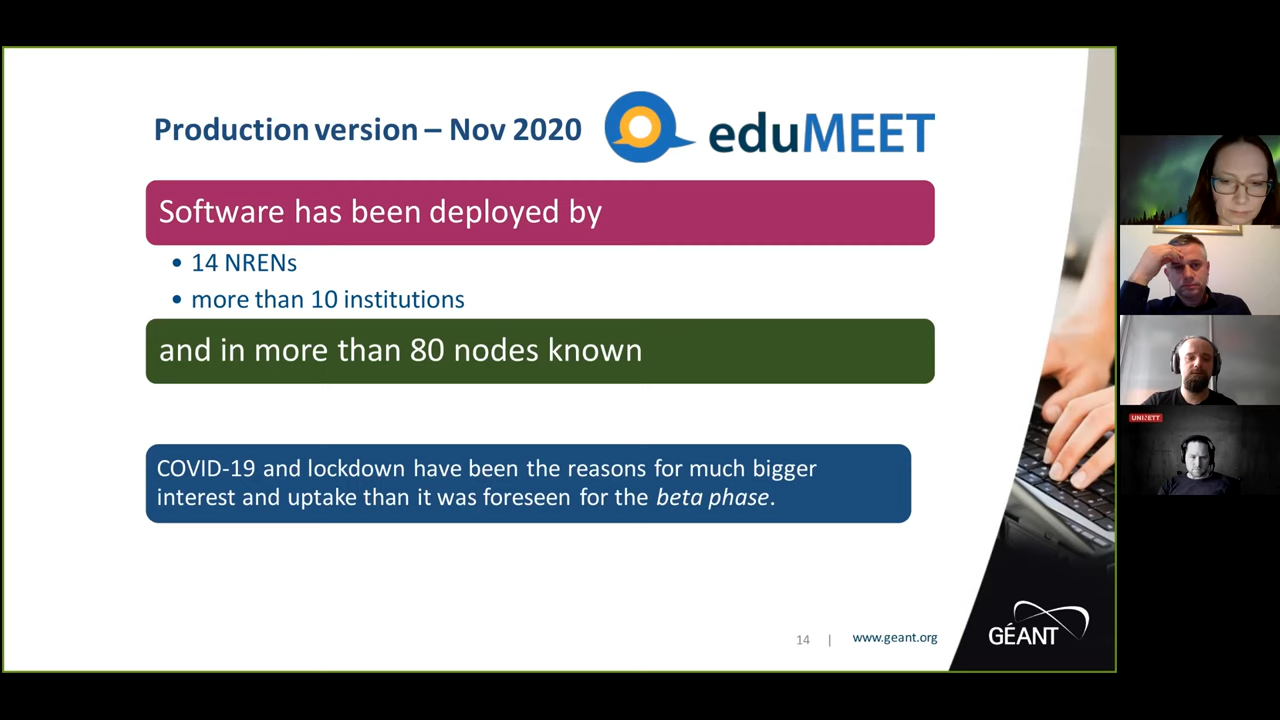 Production version – Nov 2020
eduMEET
Software has been deployed by
• 14 NRENs
• more than 10 institutions
and in more than 80 nodes known
COVID-19 and lockdown have been the reasons for much bigger
interest and uptake than it was foreseen for the beta phase.
14 | www.geant.org
GÉANT
UNINETT